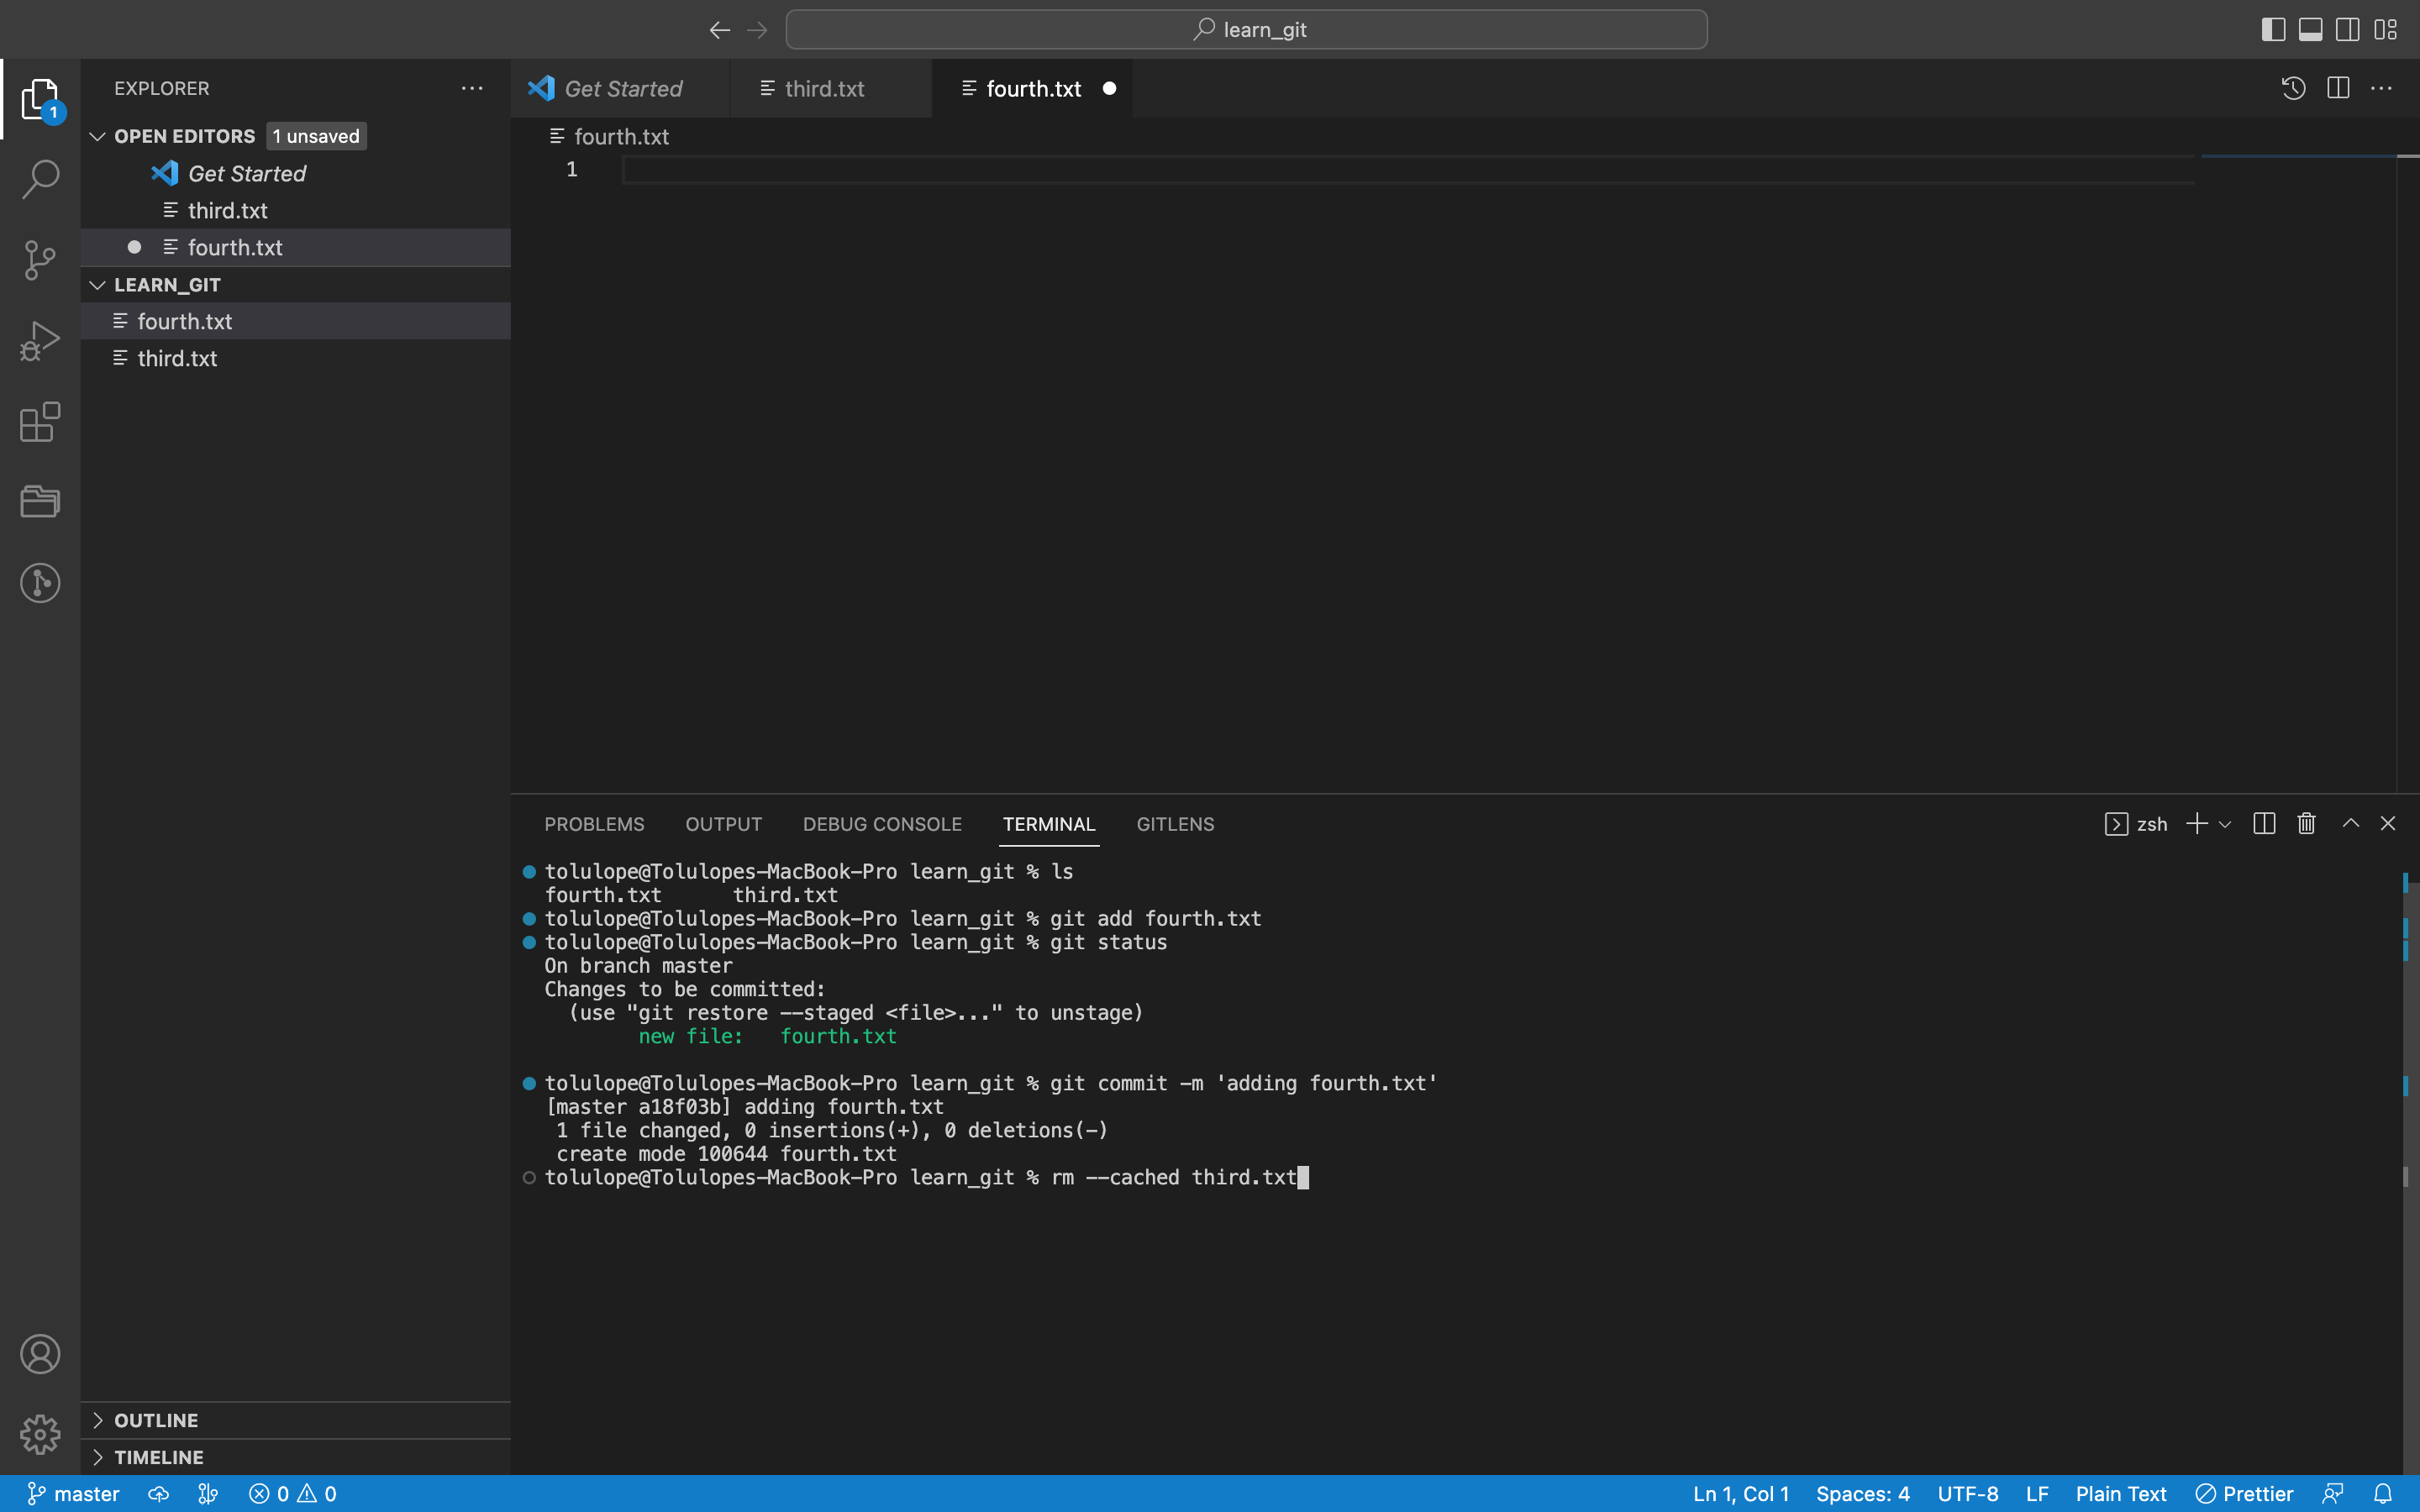 learn_git
EXPLORER
1
OPEN EDITORS 1 unsaved
Get Started
third.txt
fourth.txt
LEARN_GIT
fourth.txt
third.txt
Get Started third.txt fourth.txt
fourth.txt
1
PROBLEMS OUTPUT DEBUG CONSOLE TERMINAL GITLENS zsh
tolulope@Tolulopes-MacBook-Pro learn_git % ls
fourth.txt third.txt
tolulope@Tolulopes-MacBook-Pro learn_git % git add fourth.txt
tolulope@Tolulopes-MacBook-Pro learn_git % git status
On branch master
Changes to be committed:
(use "git restore --staged <file>..." to unstage)
new file: fourth.txt
tolulope@Tolulopes-MacBook-Pro learn_git % git commit -m 'adding fourth.txt'
[master a18f03b] adding fourth.txt
1 file changed, 0 insertions(+), 0 deletions(-)
create mode 100644 fourth.txt
tolulope@Tolulopes-MacBook-Pro learn_git % rm --cached third.txt
OUTLINE
TIMELINE
master 0 0 Ln 1, Col 1 Spaces: 4 UTF-8 LF Plain Text Prettier